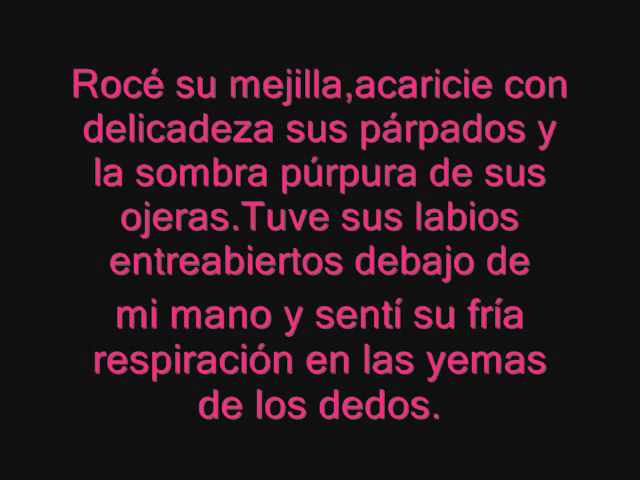 Rocé su mejilla,acaricie con
delicadeza sus párpados y
la sombra púrpura de sus
ojeras.Tuve sus labios
entreabiertos debajo de
mi mano y sentí su fría
respiración en las yemas
de los dedos.